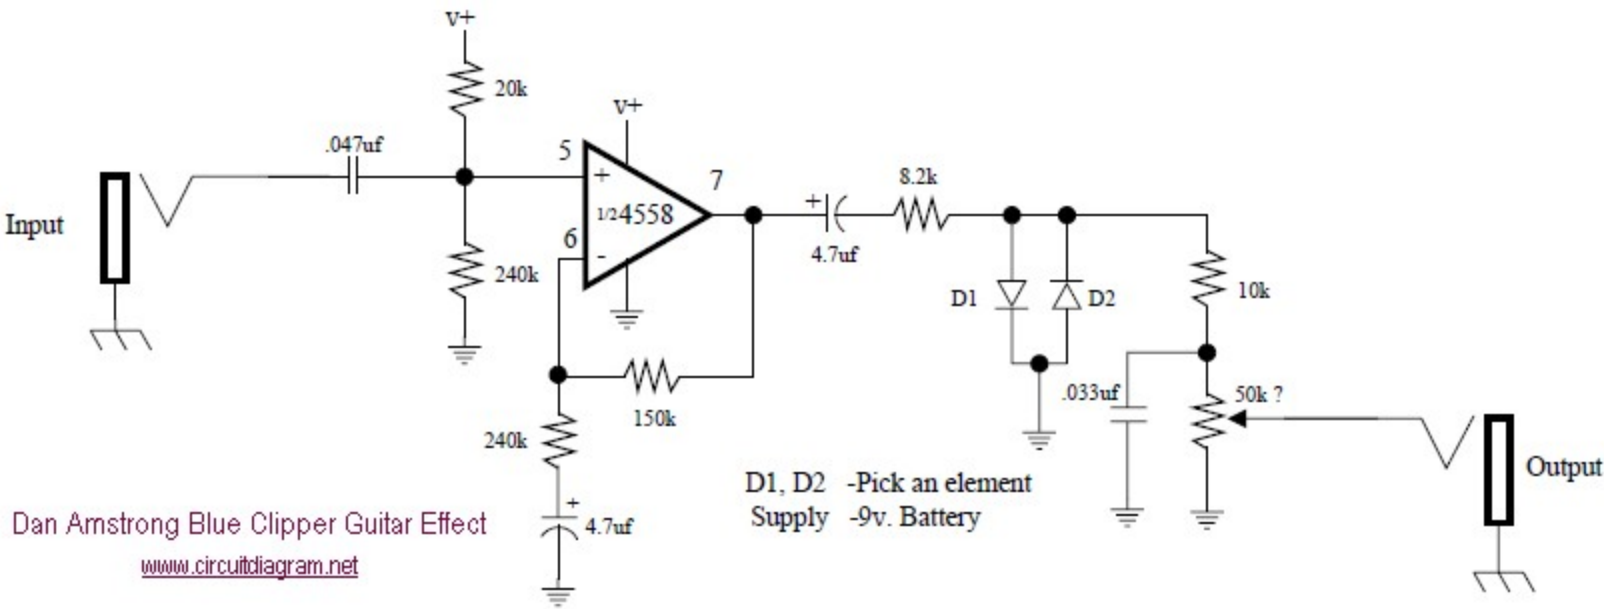 v+
20k
.047uf
v+
5
+
7
8.2k
Input
1/24558
+
6
-
4.7uf
240k
D1
D2
10k
.033uf
50k ?
150k
240k
Output
D1, D2 -Pick an element
Supply -9v. Battery
+
4.7uf
Dan Amstrong Blue Clipper Guitar Effect
www.circuitdiagram.net